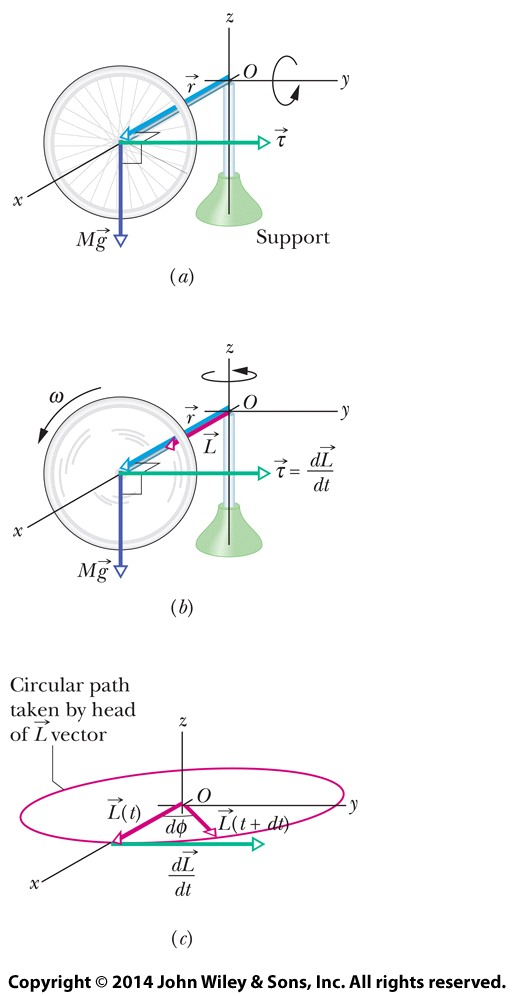 z
r⃗
O
y
τ⃗
x
Mg⃗
Support
(a)
z
ω
r⃗
O
y
L⃗
τ⃗ = dL⃗/dt
x
Mg⃗
(b)
Circular path
taken by head
of L⃗ vector
z
O
L⃗(t)
y
dϕ
L⃗(t + dt)
dL⃗/dt
x
(c)
Copyright © 2014 John Wiley & Sons, Inc. All rights reserved.